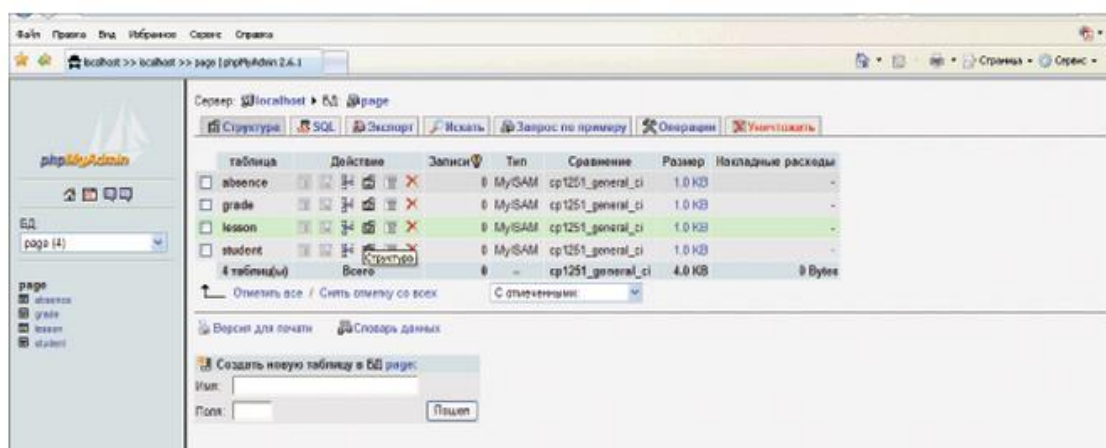 Файл Правка Вид Избранное Сервис Справка
localhost >> localhost >> page | phpMyAdmin 2.6.1
Страница Сервис
phpMyAdmin
БД
page (4)
page
absence
grade
lesson
student
Сервер: localhost БД: page
Структура SQL Экспорт Искать Запрос по примеру Операции Уничтожить
таблица Действие Записи Тип Сравнение Размер Накладные расходы
absence 0 MyISAM cp1251_general_ci 1.0 KB -
grade 0 MyISAM cp1251_general_ci 1.0 KB -
lesson 0 MyISAM cp1251_general_ci 1.0 KB -
student 0 MyISAM cp1251_general_ci 1.0 KB -
Структура
4 таблиц(ы) Всего 0 -- cp1251_general_ci 4.0 KB 0 Bytes
Отметить все / Снять отметку со всех С отмеченными:
Версия для печати Словарь данных
Создать новую таблицу в БД page:
Имя:
Поля:
Пошел